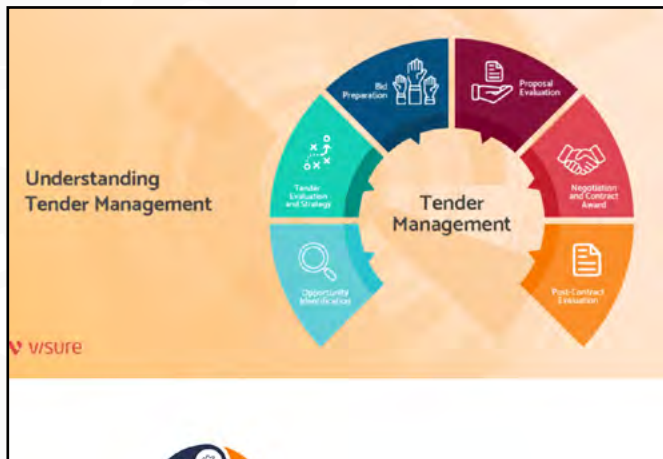 Understanding
Tender Management
Opportunity
Identification
Tender
Evaluation
and Strategy
Bid
Preparation
Proposal
Evaluation
Negotiation
and Contract
Award
Post-Contract
Evaluation
Tender
Management
visure